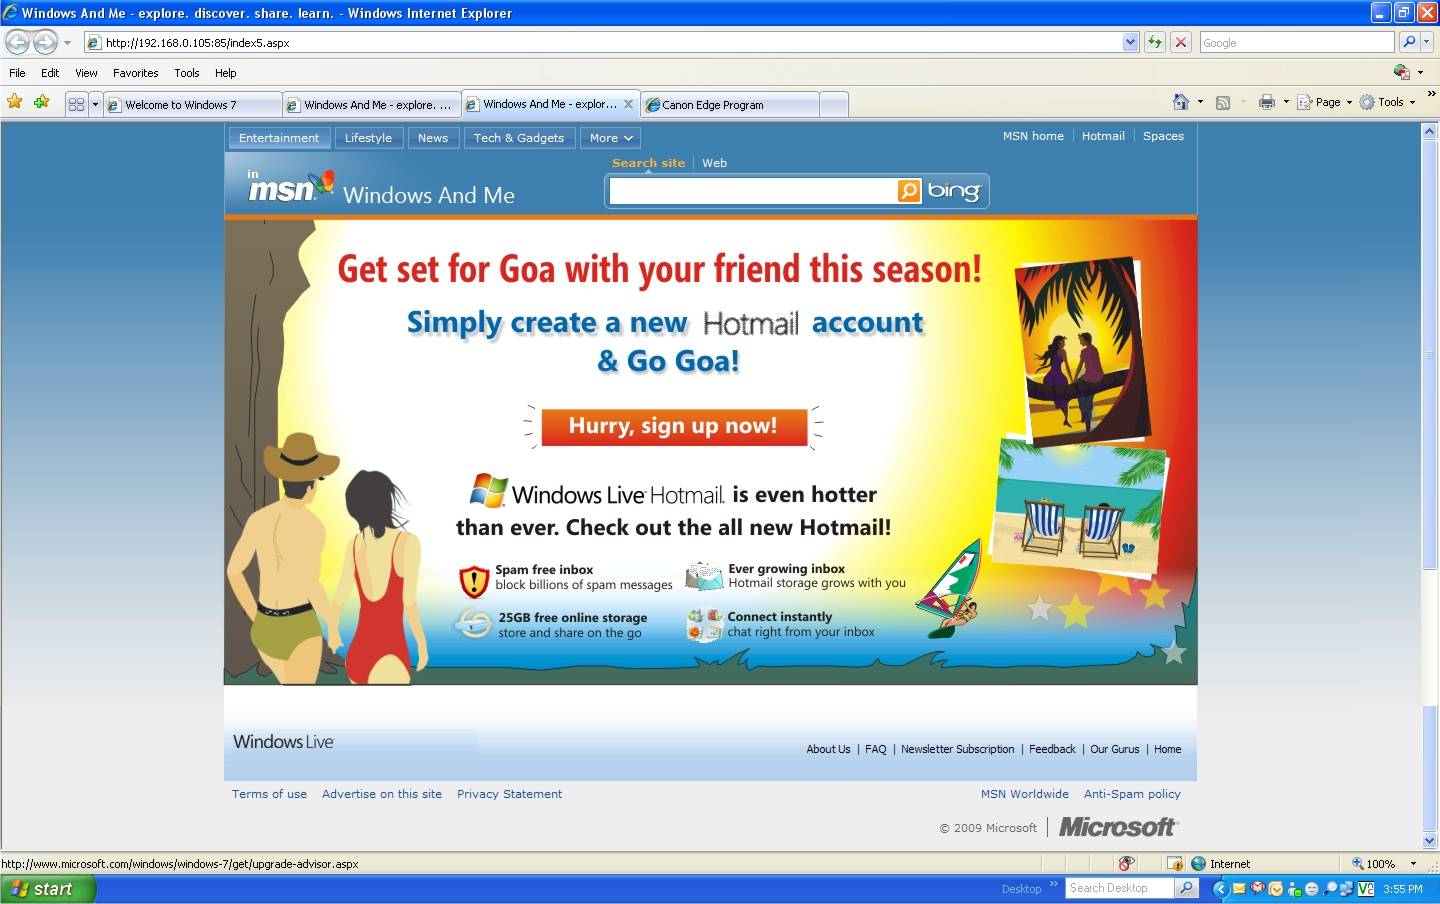 Windows And Me - explore. discover. share. learn. - Windows Internet Explorer
http://192.168.0.105:85/index5.aspx
Google
File Edit View Favorites Tools Help
Welcome to Windows 7
Windows And Me - explore. ...
Windows And Me - explor...
Canon Edge Program
Page
Tools
Entertainment
Lifestyle
News
Tech & Gadgets
More
MSN home
Hotmail
Spaces
Search site
Web
in
msn
Windows And Me
bing
Get set for Goa with your friend this season!
Simply create a new Hotmail account
& Go Goa!
Hurry, sign up now!
Windows Live Hotmail. is even hotter
than ever. Check out the all new Hotmail!
Spam free inbox
block billions of spam messages
Ever growing inbox
Hotmail storage grows with you
25GB free online storage
store and share on the go
Connect instantly
chat right from your inbox
Windows Live
About Us | FAQ | Newsletter Subscription | Feedback | Our Gurus | Home
Terms of use Advertise on this site Privacy Statement
MSN Worldwide Anti-Spam policy
© 2009 Microsoft | Microsoft
http://www.microsoft.com/windows/windows-7/get/upgrade-advisor.aspx
Internet
100%
start
Desktop
Search Desktop
3:55 PM